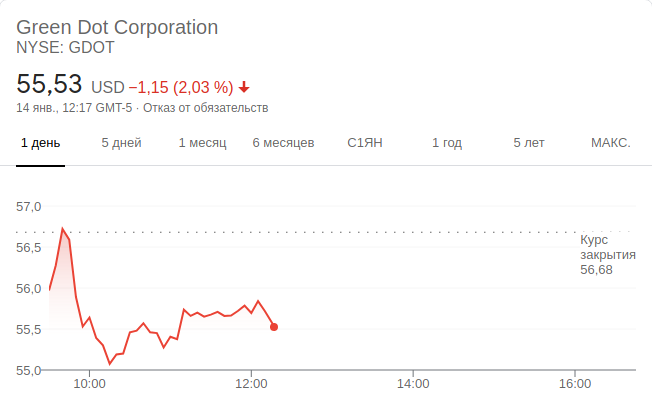 Green Dot Corporation
NYSE: GDOT
55,53 USD −1,15 (2,03 %)
14 янв., 12:17 GMT-5 · Отказ от обязательств
1 день 5 дней 1 месяц 6 месяцев С1ЯН 1 год 5 лет МАКС.
57,0
56,5
56,0
55,5
55,0
Курс
закрытия
56,68
10:00 12:00 14:00 16:00